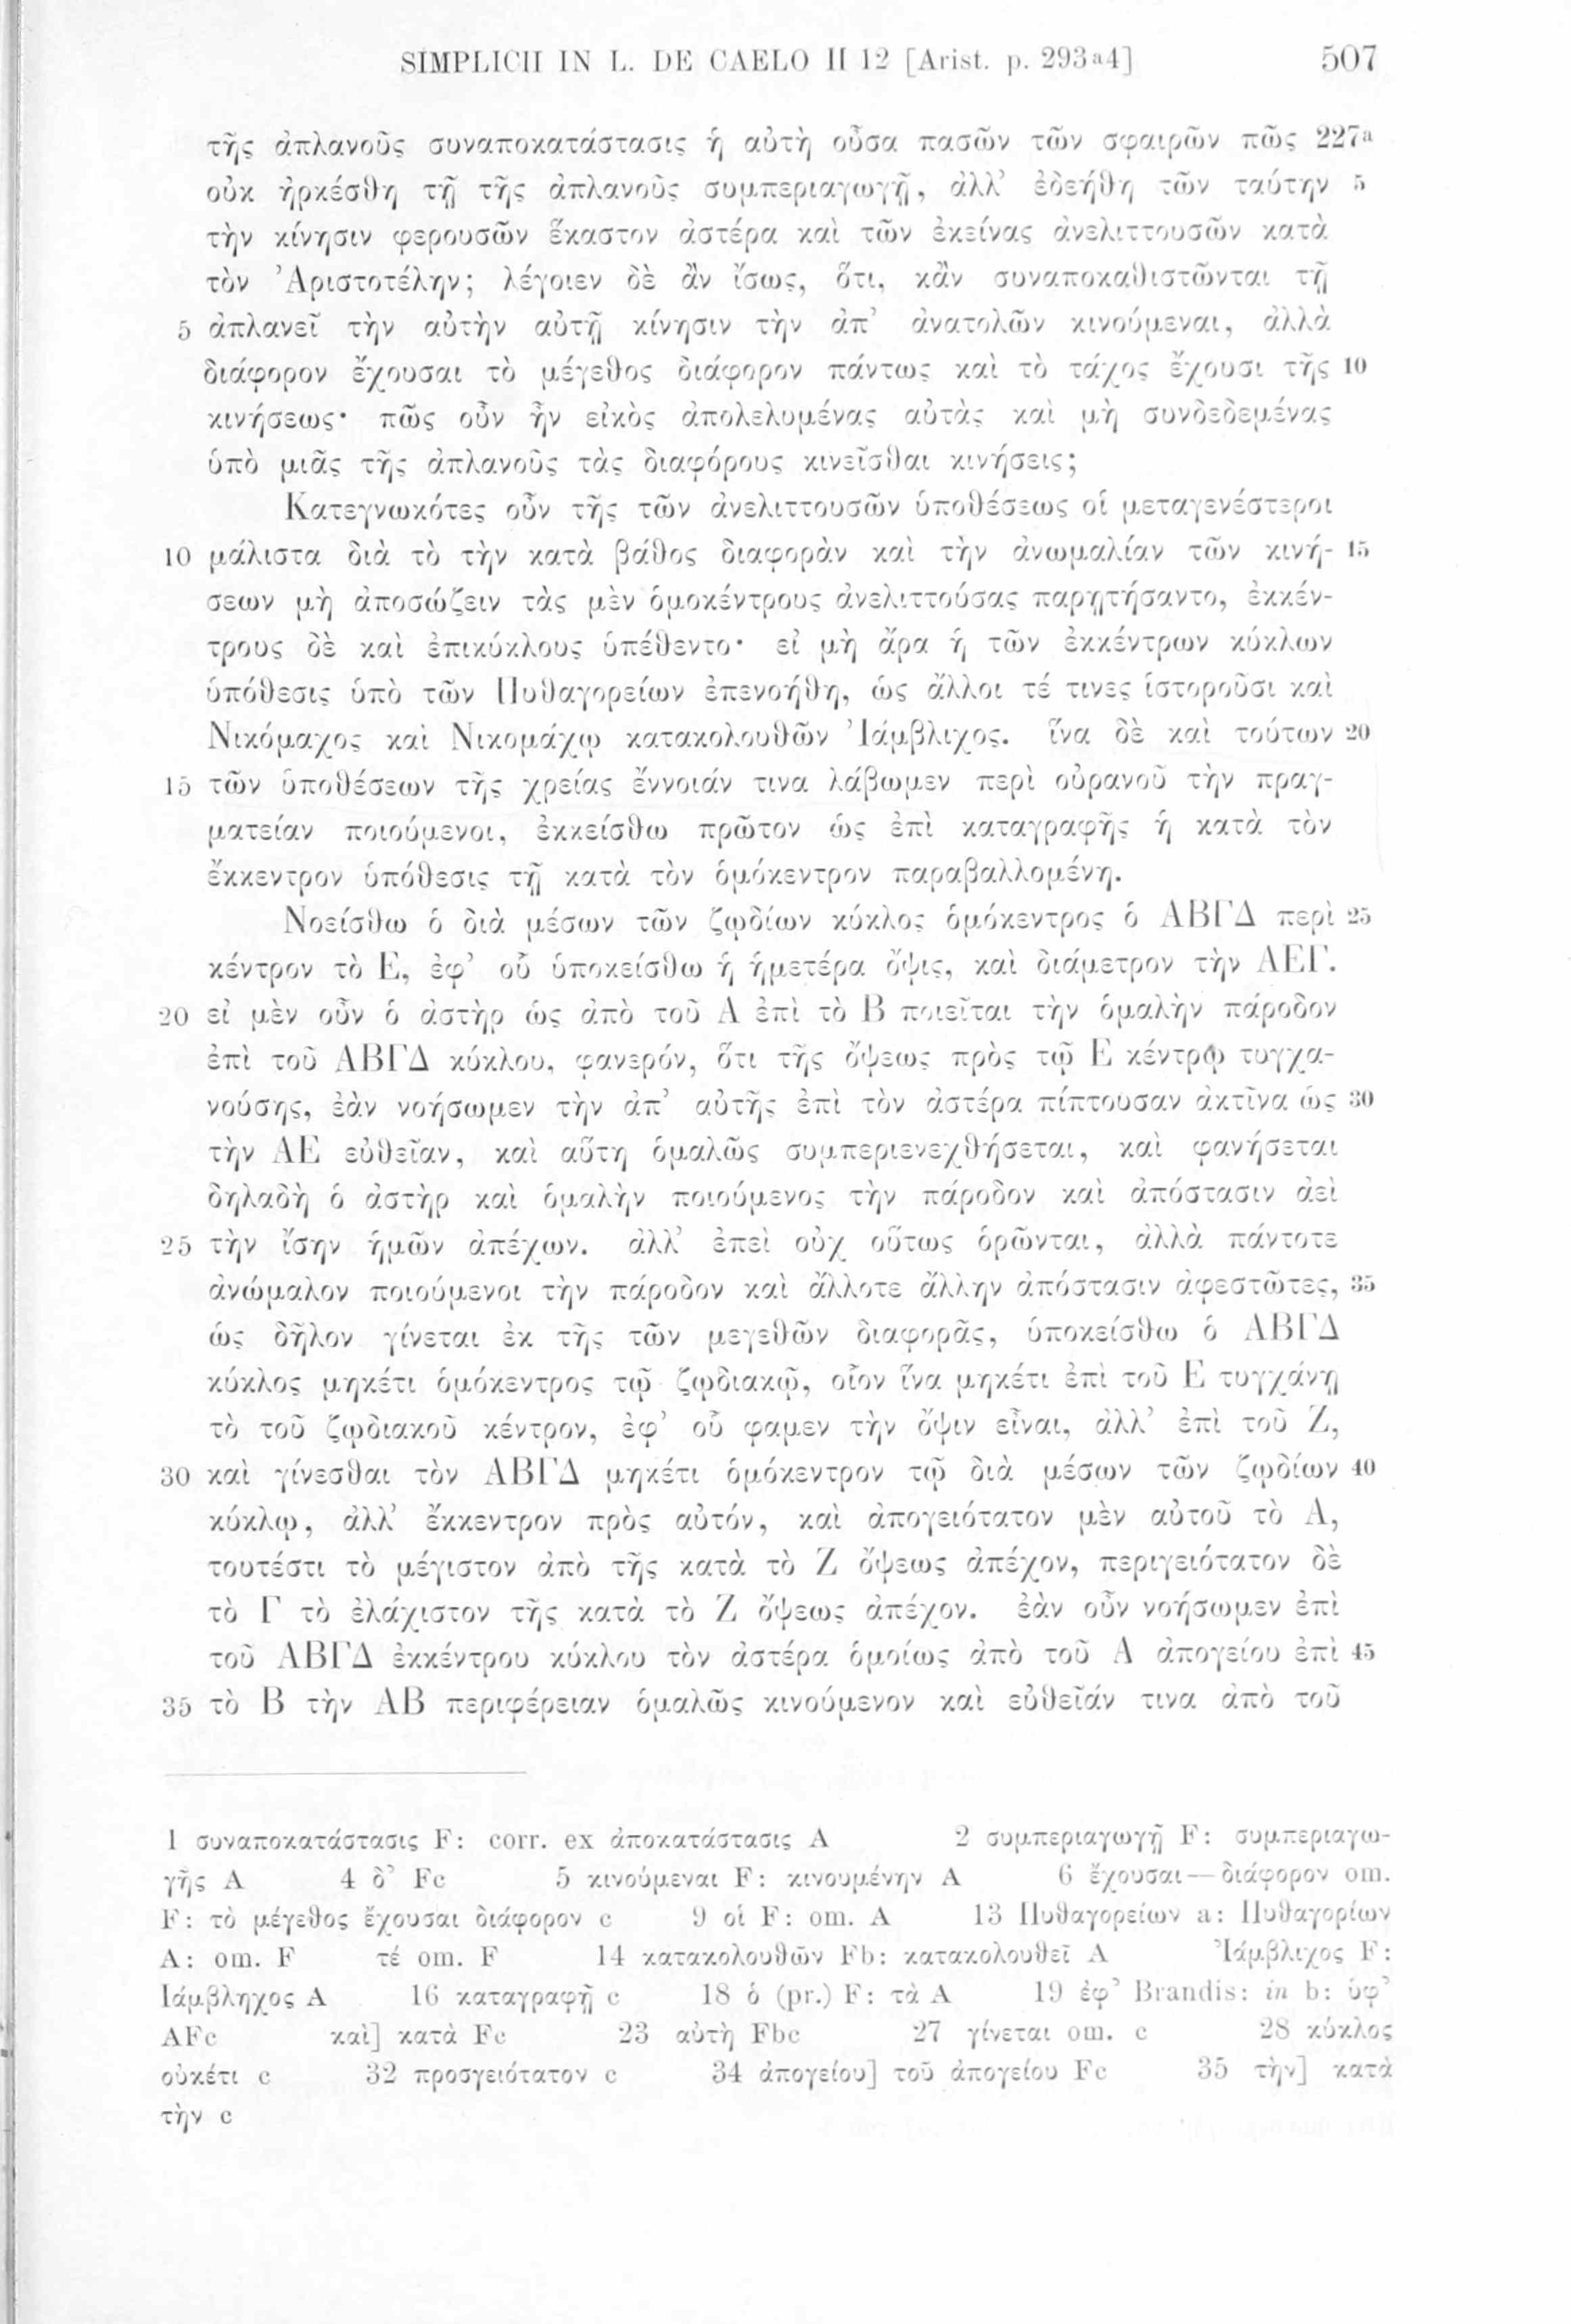 SIMPLICII IN L. DE CAELO II 12 [Arist. p. 293a4] 507
τῆς ἀπλανοῦς συναποκατάστασις ἡ αὐτὴ οὖσα πασῶν τῶν σφαιρῶν πῶς 227a
οὐκ ἠρκέσθη τῇ τῆς ἀπλανοῦς συμπεριαγωγῇ, ἀλλ’ ἐδεήθη τῶν ταύτην 5
τὴν κίνησιν φερουσῶν ἕκαστον ἀστέρα καὶ τῶν ἐκείνας ἀνελιττουσῶν κατὰ
τὸν Ἀριστοτέλην; λέγοιεν δὲ ἂν ἴσως, ὅτι, κἂν συναποκαθιστῶνται τῇ
5 ἀπλανεῖ τὴν αὐτὴν αὐτῇ κίνησιν τὴν ἀπ’ ἀνατολῶν κινούμεναι, ἀλλὰ
διάφορον ἔχουσαι τὸ μέγεθος διάφορον πάντως καὶ τὸ τάχος ἔχουσι τῆς 10
κινήσεως· πῶς οὖν ἦν εἰκὸς ἀπολελυμένας αὐτὰς καὶ μὴ συνδεδεμένας
ὑπὸ μιᾶς τῆς ἀπλανοῦς τὰς διαφόρους κινεῖσθαι κινήσεις;
Κατεγνωκότες οὖν τῆς τῶν ἀνελιττουσῶν ὑποθέσεως οἱ μεταγενέστεροι
10 μάλιστα διὰ τὸ τὴν κατὰ βάθος διαφορὰν καὶ τὴν ἀνωμαλίαν τῶν κινή- 15
σεων μὴ ἀποσώζειν τὰς μὲν ὁμοκέντρους ἀνελιττούσας παρῃτήσαντο, ἐκκέν-
τρους δὲ καὶ ἐπικύκλους ὑπέθεντο· εἰ μὴ ἄρα ἡ τῶν ἐκκέντρων κύκλων
ὑπόθεσις ὑπὸ τῶν Πυθαγορείων ἐπενοήθη, ὡς ἄλλοι τέ τινες ἱστοροῦσι καὶ
Νικόμαχος καὶ Νικομάχῳ κατακολουθῶν Ἰάμβλιχος. ἵνα δὲ καὶ τούτων 20
15 τῶν ὑποθέσεων τῆς χρείας ἔννοιάν τινα λάβωμεν περὶ οὐρανοῦ τὴν πραγ-
ματείαν ποιούμενοι, ἐκκείσθω πρῶτον ὡς ἐπὶ καταγραφῆς ἡ κατὰ τὸν
ἔκκεντρον ὑπόθεσις τῇ κατὰ τὸν ὁμόκεντρον παραβαλλομένη.
Νοείσθω ὁ διὰ μέσων τῶν ζῳδίων κύκλος ὁμόκεντρος ὁ ΑΒΓΔ περὶ 25
κέντρον τὸ Ε, ἐφ’ οὗ ὑποκείσθω ἡ ἡμετέρα ὄψις, καὶ διάμετρον τὴν ΑΕΓ.
20 εἰ μὲν οὖν ὁ ἀστὴρ ὡς ἀπὸ τοῦ Α ἐπὶ τὸ Β ποιεῖται τὴν ὁμαλὴν πάροδον
ἐπὶ τοῦ ΑΒΓΔ κύκλου, φανερόν, ὅτι τῆς ὄψεως πρὸς τῷ Ε κέντρῳ τυγχα-
νούσης, ἐὰν νοήσωμεν τὴν ἀπ’ αὐτῆς ἐπὶ τὸν ἀστέρα πίπτουσαν ἀκτῖνα ὡς 30
τὴν ΑΕ εὐθεῖαν, καὶ αὕτη ὁμαλῶς συμπεριενεχθήσεται, καὶ φανήσεται
δηλαδὴ ὁ ἀστὴρ καὶ ὁμαλὴν ποιούμενος τὴν πάροδον καὶ ἀπόστασιν ἀεὶ
25 τὴν ἴσην ἡμῶν ἀπέχων. ἀλλ’ ἐπεὶ οὐχ οὕτως ὁρῶνται, ἀλλὰ πάντοτε
ἀνώμαλον ποιούμενοι τὴν πάροδον καὶ ἄλλοτε ἄλλην ἀπόστασιν ἀφεστῶτες, 35
ὡς δῆλον γίνεται ἐκ τῆς τῶν μεγεθῶν διαφορᾶς, ὑποκείσθω ὁ ΑΒΓΔ
κύκλος μηκέτι ὁμόκεντρος τῷ ζῳδιακῷ, οἷον ἵνα μηκέτι ἐπὶ τοῦ Ε τυγχάνῃ
τὸ τοῦ ζῳδιακοῦ κέντρον, ἐφ’ οὗ φαμεν τὴν ὄψιν εἶναι, ἀλλ’ ἐπὶ τοῦ Ζ,
30 καὶ γίνεσθαι τὸν ΑΒΓΔ μηκέτι ὁμόκεντρον τῷ διὰ μέσων τῶν ζῳδίων 40
κύκλῳ, ἀλλ’ ἔκκεντρον πρὸς αὐτόν, καὶ ἀπογειότατον μὲν αὐτοῦ τὸ Α,
τουτέστι τὸ μέγιστον ἀπὸ τῆς κατὰ τὸ Ζ ὄψεως ἀπέχον, περιγειότατον δὲ
τὸ Γ τὸ ἐλάχιστον τῆς κατὰ τὸ Ζ ὄψεως ἀπέχον. ἐὰν οὖν νοήσωμεν ἐπὶ
τοῦ ΑΒΓΔ ἐκκέντρου κύκλου τὸν ἀστέρα ὁμοίως ἀπὸ τοῦ Α ἀπογείου ἐπὶ 45
35 τὸ Β τὴν ΑΒ περιφέρειαν ὁμαλῶς κινούμενον καὶ εὐθεῖάν τινα ἀπὸ τοῦ
1 συναποκατάστασις F: corr. ex ἀποκατάστασις A 2 συμπεριαγωγῇ F: συμπεριαγω-
γῆς A 4 δ’ Fc 5 κινούμεναι F: κινουμένην A 6 ἔχουσαι—διάφορον om.
F: τὸ μέγεθος ἔχουσαι διάφορον c 9 οἱ F: om. A 13 Πυθαγορείων a: Πυθαγορίων
A: om. F τέ om. F 14 κατακολουθῶν Fb: κατακολουθεῖ A Ἰάμβλιχος F:
Ἰάμβληχος A 16 καταγραφῇ c 18 ὁ (pr.) F: τὰ A 19 ἐφ’ Brandis: in b: ὑφ’
AFc καὶ] κατὰ Fc 23 αὐτὴ Fbc 27 γίνεται om. c 28 κύκλος
οὐκέτι c 32 προσγειότατον c 34 ἀπογείου] τοῦ ἀπογείου Fc 35 τὴν] κατὰ
τὴν c